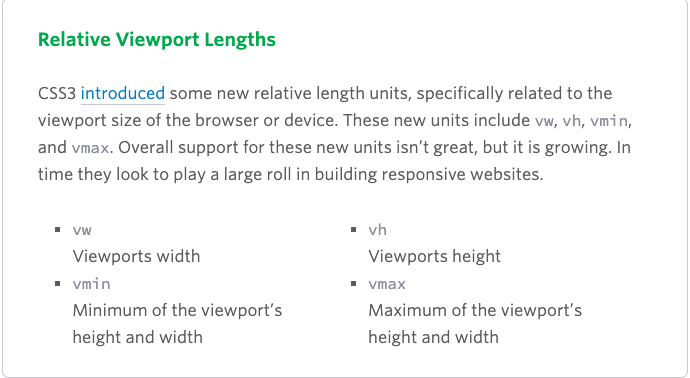 Relative Viewport Lengths
CSS3 introduced some new relative length units, specifically related to the
viewport size of the browser or device. These new units include vw, vh, vmin,
and vmax. Overall support for these new units isn’t great, but it is growing. In
time they look to play a large roll in building responsive websites.
vw
Viewports width
vh
Viewports height
vmin
Minimum of the viewport’s
height and width
vmax
Maximum of the viewport’s
height and width